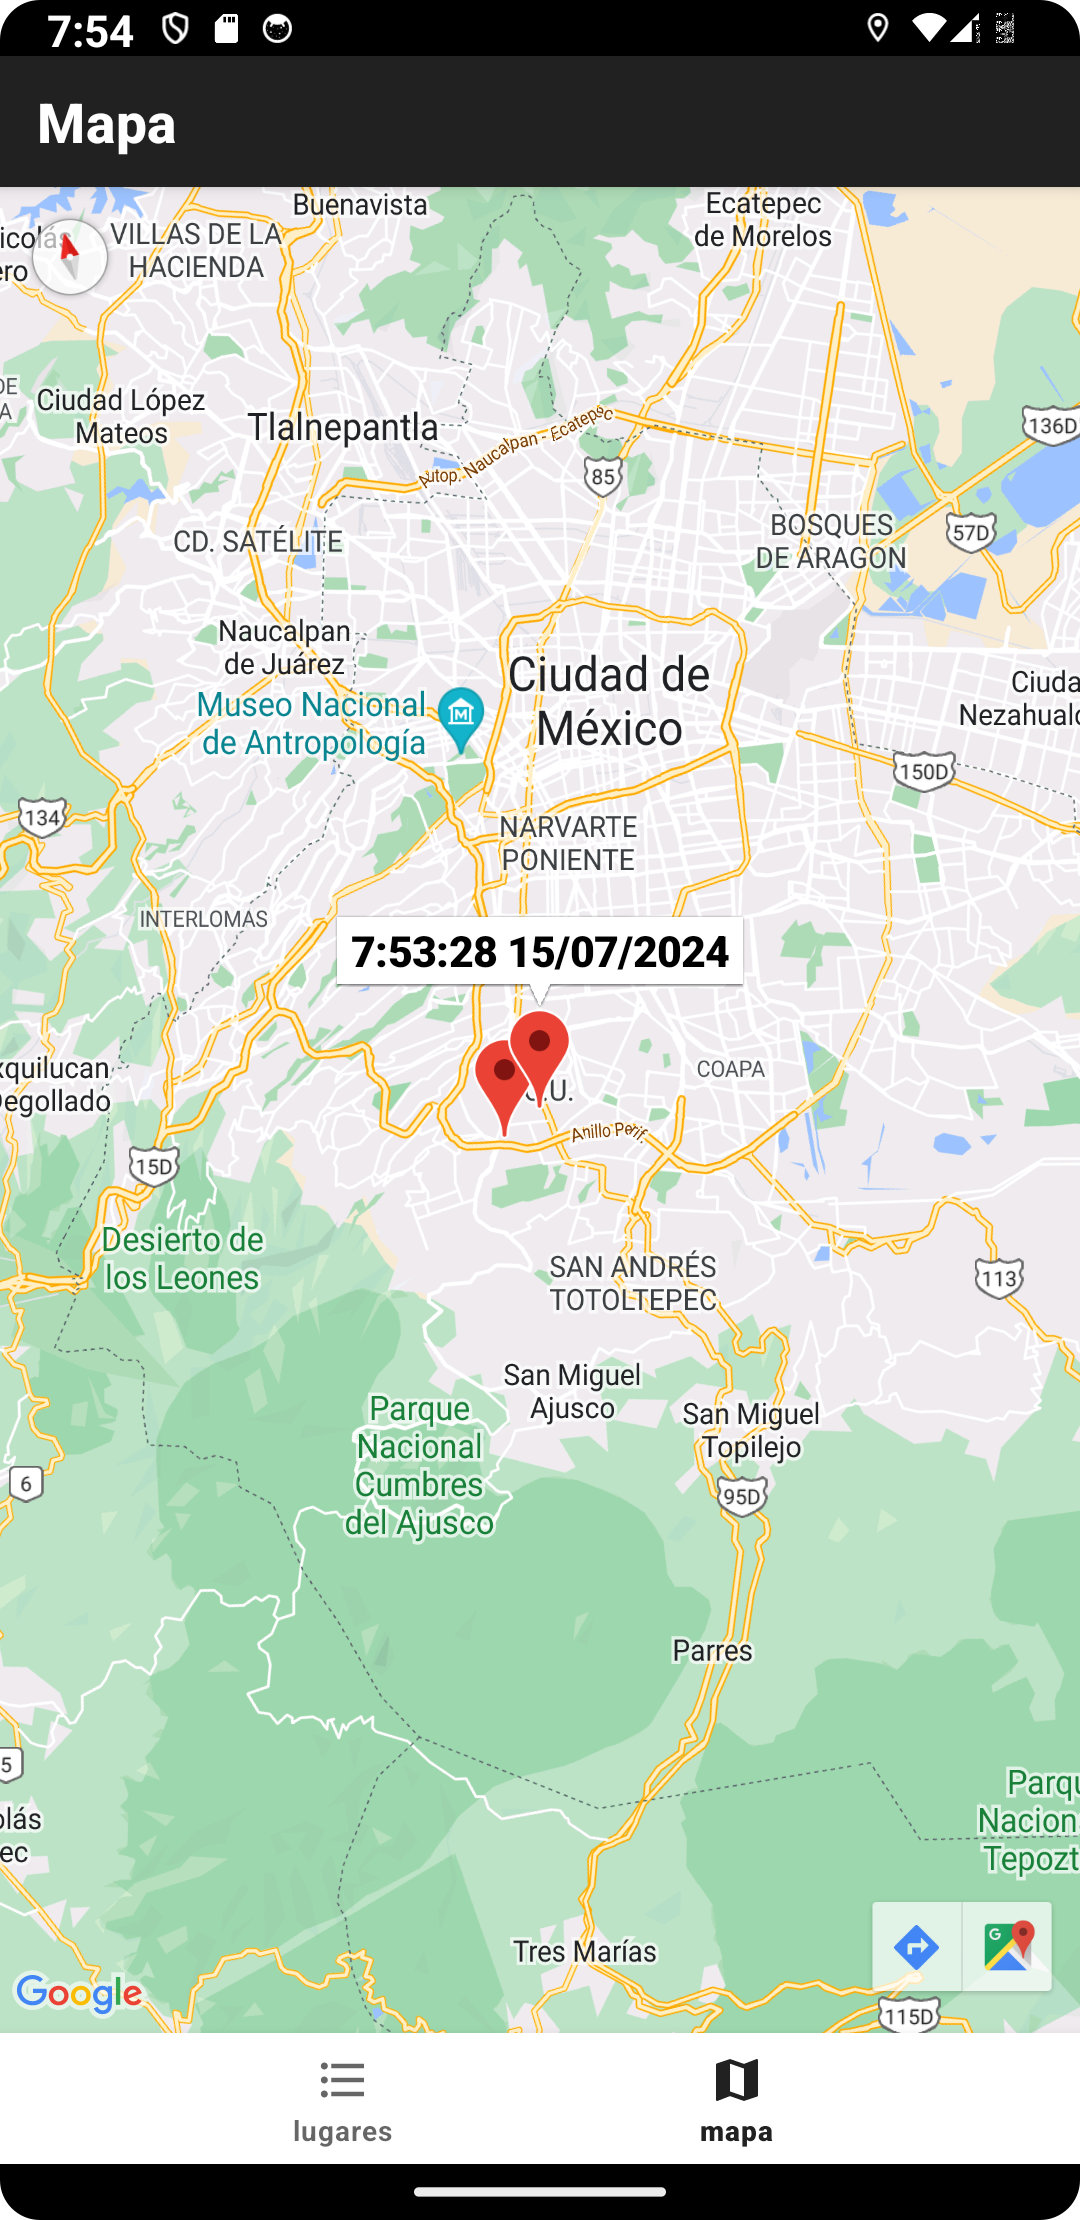 7:54
Mapa
Buenavista
Ecatepec
de Morelos
VILLAS DE LA
HACIENDA
Ciudad López
Mateos
Tlalnepantla
Autop. Naucalpan - Ecatepec
136D
85
CD. SATÉLITE
BOSQUES
DE ARAGON
57D
Naucalpan
de Juárez
Ciudad de
México
Museo Nacional
de Antropología
Ciuda
Nezahualc
150D
134
NARVARTE
PONIENTE
INTERLOMAS
7:53:28 15/07/2024
xquilucan
Degollado
COAPA
.U.
Anillo Perif.
15D
Desierto de
los Leones
SAN ANDRÉS
TOTOLTEPEC
113
San Miguel
Ajusco
San Miguel
Topilejo
Parque
Nacional
Cumbres
del Ajusco
6
95D
Parres
5
Parqu
Nacion
Tepozt
olás
ec
Tres Marías
G
Google
115D
lugares
mapa